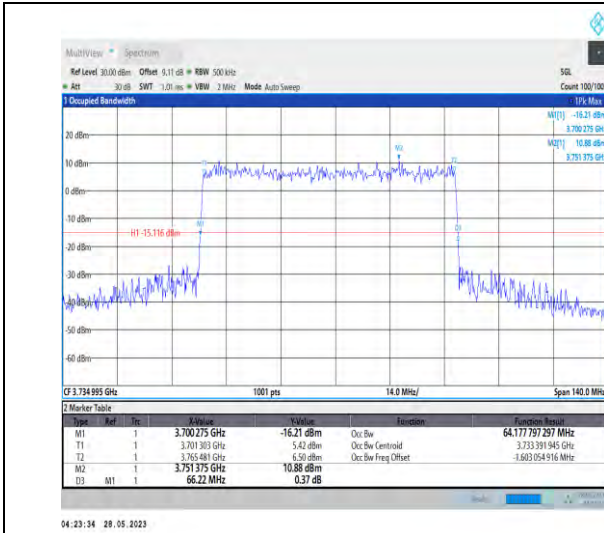 MultiView Spectrum
Ref Level 30.00 dBm Offset 9.11 dB RBW 500 kHz SGL
Att 30 dB SWT 1.01 ms VBW 2 MHz Mode Auto Sweep Count 100/100
1 Occupied Bandwidth 1Pk Max
M1[1] -16.21 dBm
3.700 275 GHz
M2[1] 10.88 dBm
3.751 375 GHz
20 dBm
10 dBm
0 dBm
-10 dBm
H1 -15.116 dBm
-20 dBm
-30 dBm
-40 dBm
-50 dBm
-60 dBm
T1
M2
T2
M1
D3
CF 3.734 995 GHz 1001 pts 14.0 MHz/ Span 140.0 MHz
2 Marker Table
Type Ref Trc X-Value Y-Value Function Function Result
M1 1 3.700 275 GHz -16.21 dBm Occ Bw 64.177 797 297 MHz
T1 1 3.701 303 GHz 5.42 dBm Occ Bw Centroid 3.733 391 945 GHz
T2 1 3.765 481 GHz 6.50 dBm Occ Bw Freq Offset -1.603 054 916 MHz
M2 1 3.751 375 GHz 10.88 dBm
D3 M1 1 66.22 MHz 0.37 dB
04:23:34 28.05.2023